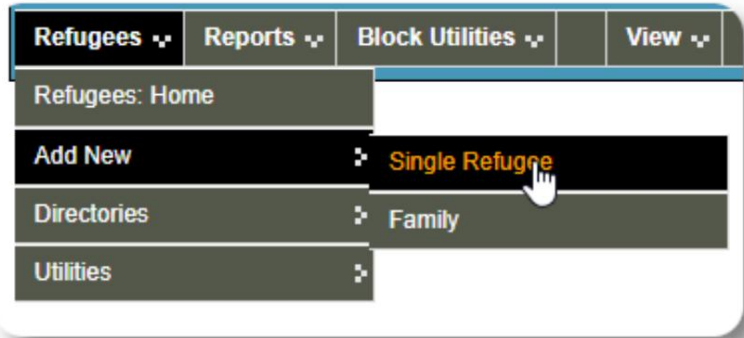 Refugees Reports Block Utilities View
Refugees: Home
Add New
Single Refugee
Directories
Family
Utilities